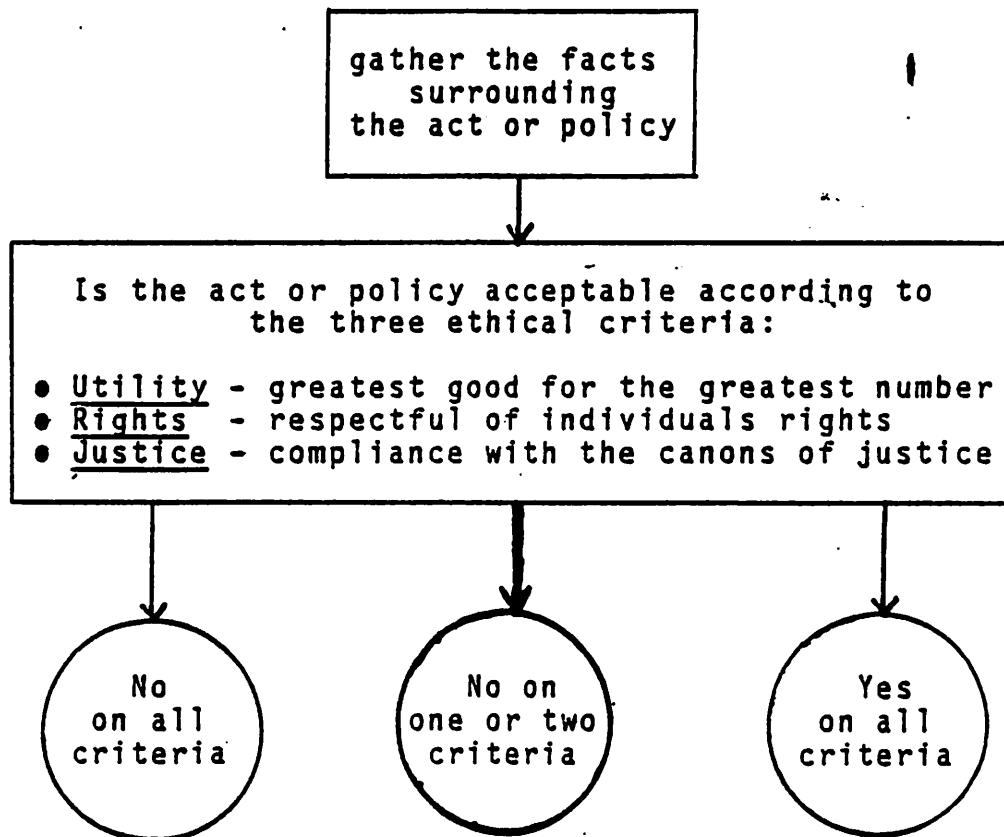 gather the facts
surrounding
the act or policy
Is the act or policy acceptable according to
the three ethical criteria:
• Utility - greatest good for the greatest number
• Rights - respectful of individuals rights
• Justice - compliance with the canons of justice
No
on all
criteria
No on
one or two
criteria
Yes
on all
criteria